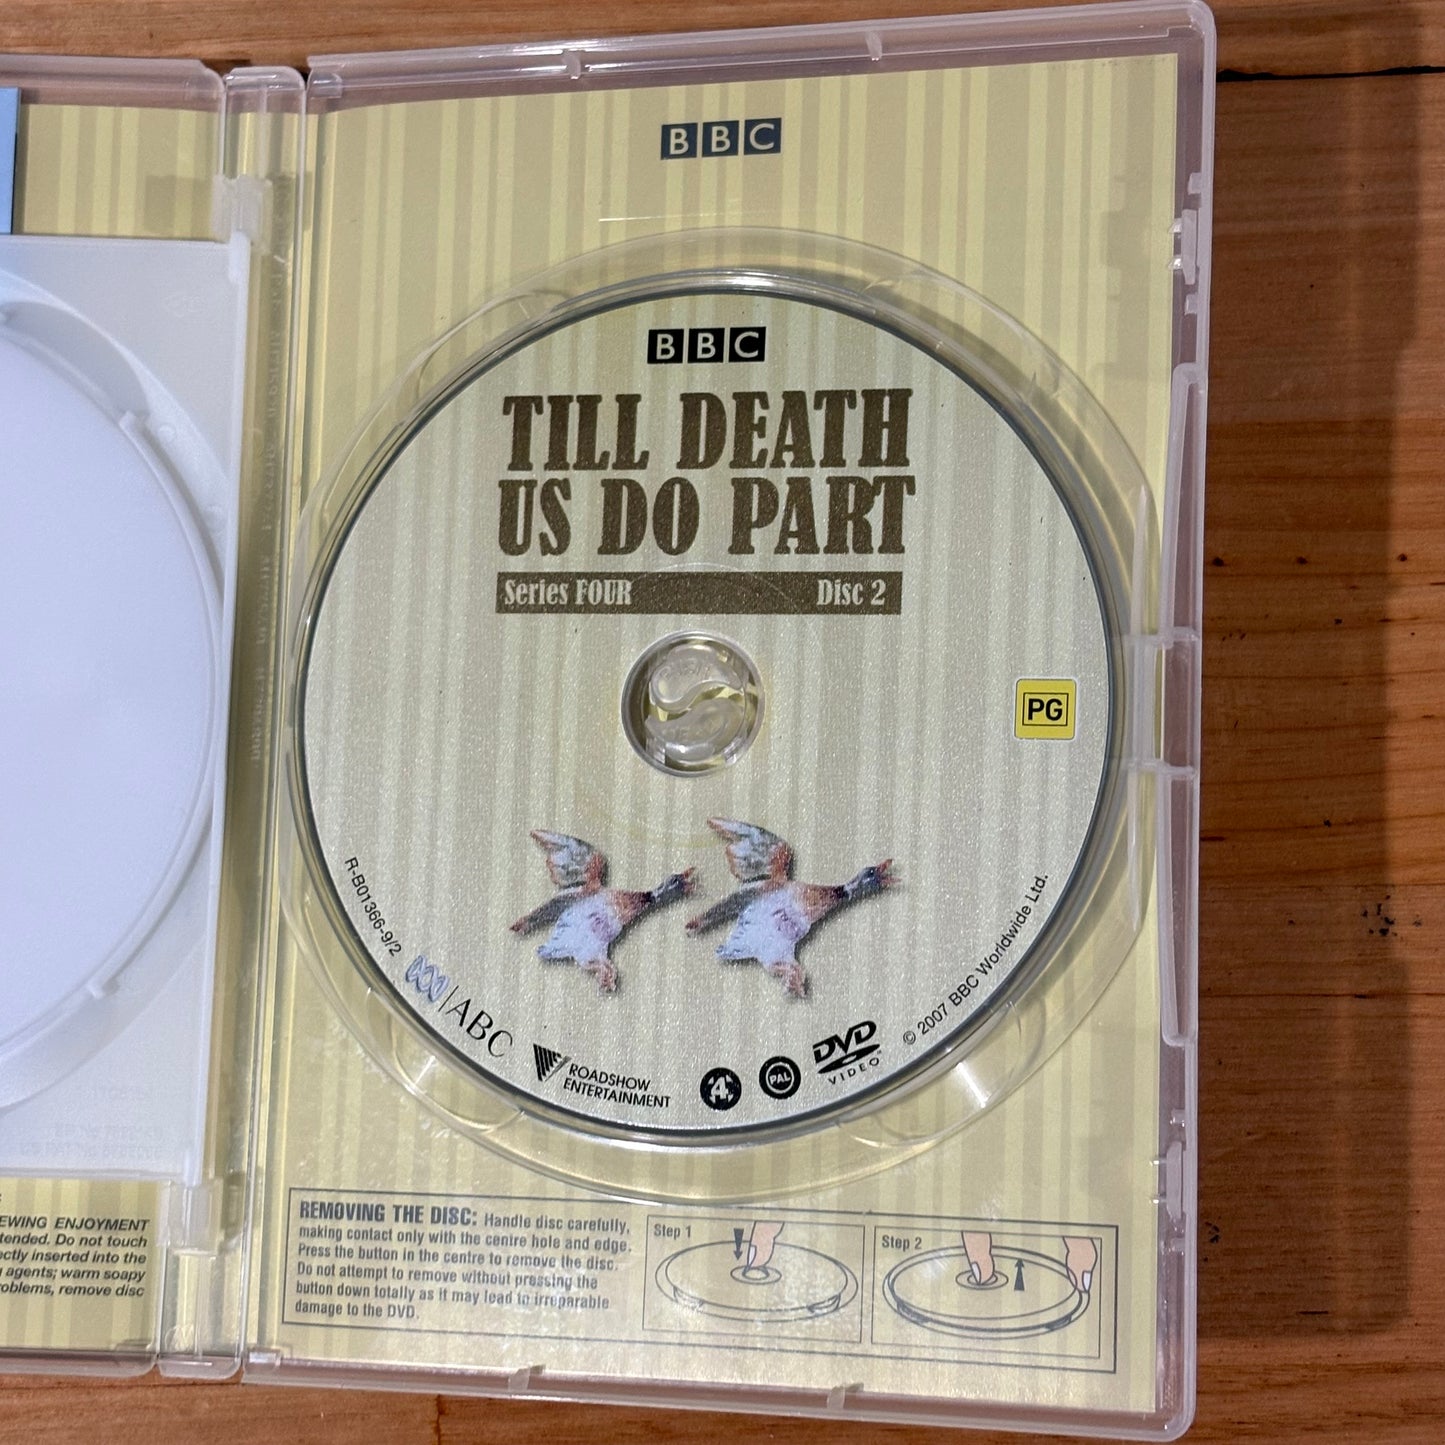 BBC
BBC
TILL DEATH
US DO PART
Series FOUR Disc 2
PG
R-B01366-9/2
ABC
ROADSHOW
ENTERTAINMENT
4
PAL
DVD
VIDEO
© 2007 BBC Worldwide Ltd.
EWING ENJOYMENT
tended. Do not touch
ectly inserted into the
agents; warm soapy
roblems, remove disc
REMOVING THE DISC: Handle disc carefully,
making contact only with the centre hole and edge.
Press the button in the centre to remove the disc.
Do not attempt to remove without pressing the
button down totally as it may lead to irreparable
damage to the DVD.
Step 1
Step 2